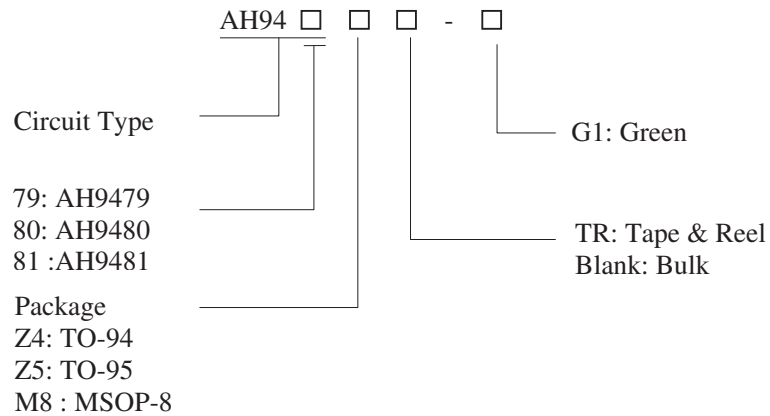 AH94 □ □ □ - □
Circuit Type
79: AH9479
80: AH9480
81 :AH9481
Package
Z4: TO-94
Z5: TO-95
M8 : MSOP-8
G1: Green
TR: Tape & Reel
Blank: Bulk